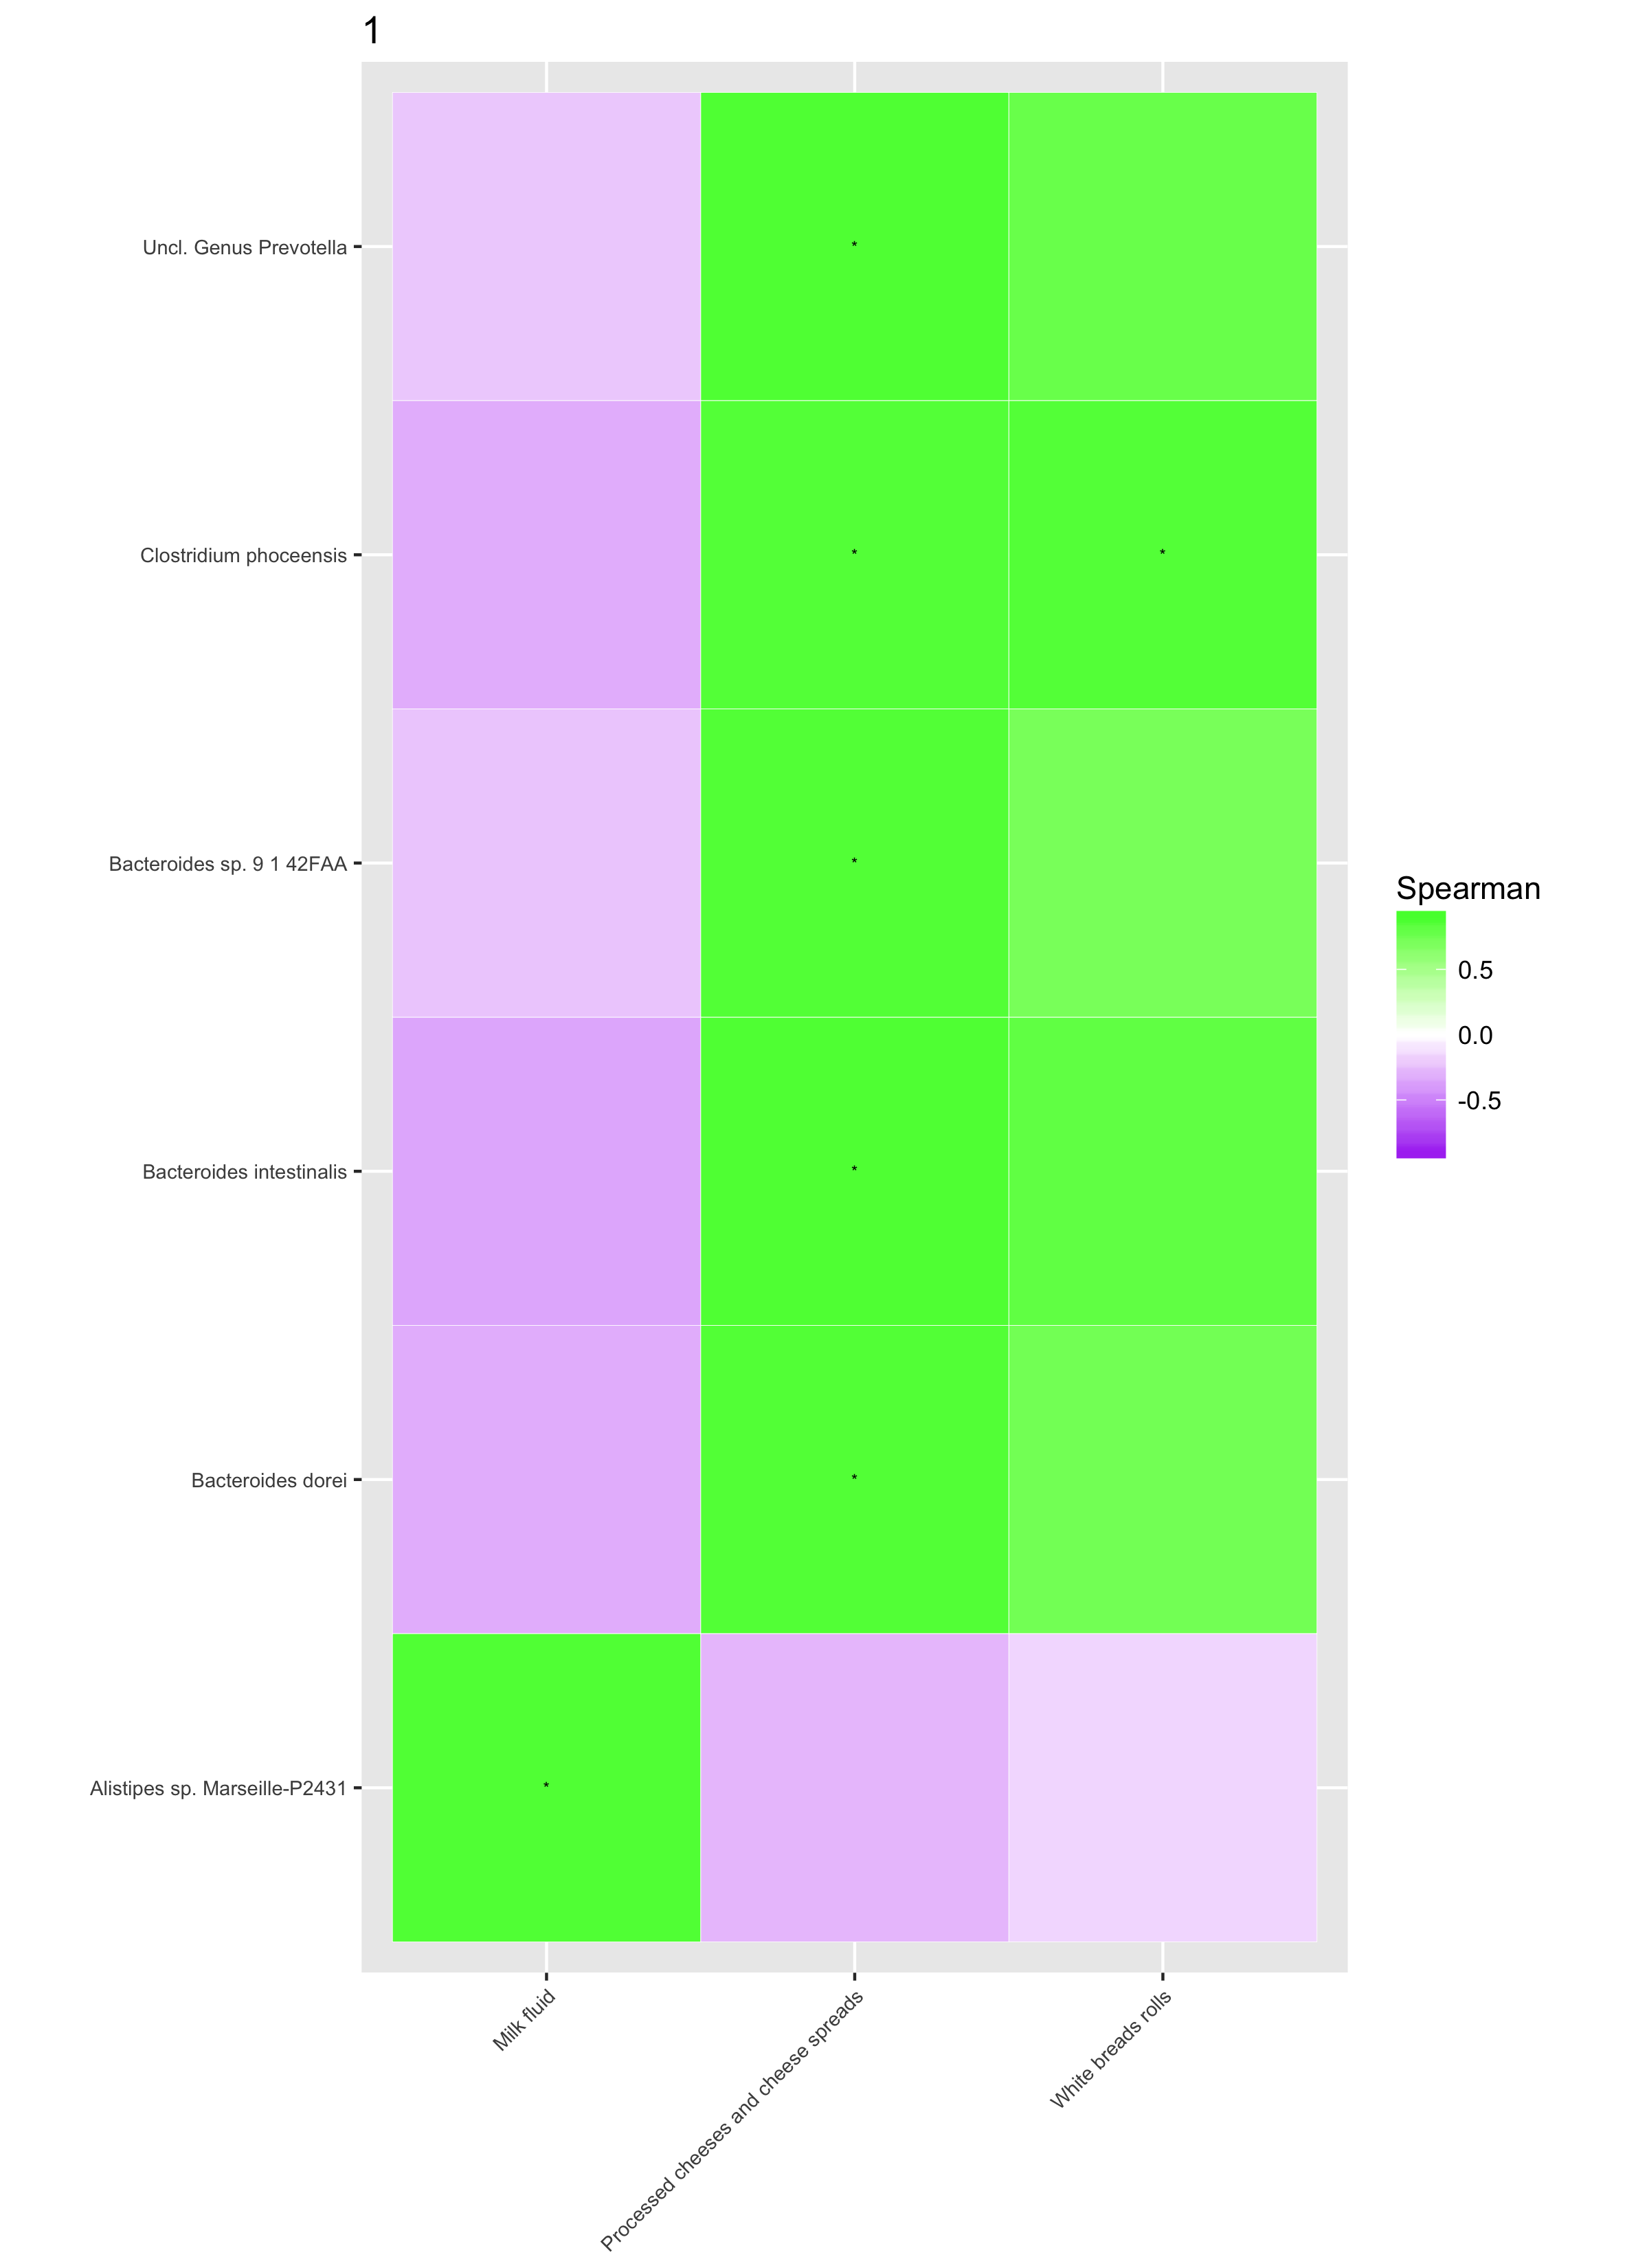 1
Uncl. Genus Prevotella
*
Clostridium phoceensis
* *
Bacteroides sp. 9 1 42FAA
*
Bacteroides intestinalis
*
Bacteroides dorei
*
Alistipes sp. Marseille-P2431
*
Milk fluid
Processed cheeses and cheese spreads
White breads rolls
Spearman
0.5
0.0
-0.5